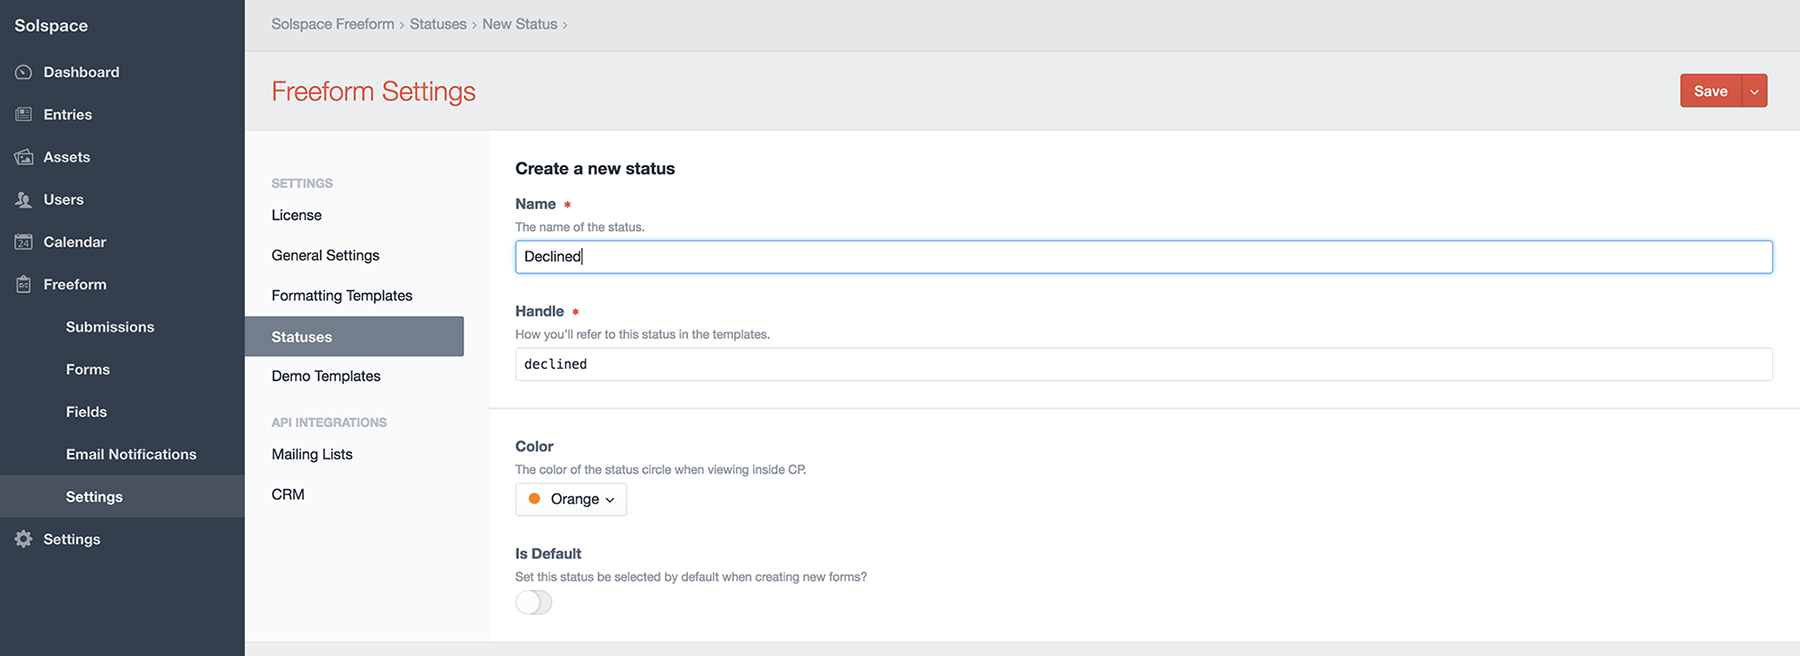 Solspace
Dashboard
Entries
Assets
Users
24
Calendar
Freeform
Submissions
Forms
Fields
Email Notifications
Settings
Settings
Solspace Freeform › Statuses › New Status ›
Freeform Settings
Save
SETTINGS
License
General Settings
Formatting Templates
Statuses
Demo Templates
API INTEGRATIONS
Mailing Lists
CRM
Create a new status
Name *
The name of the status.
Declined
Handle *
How you'll refer to this status in the templates.
declined
Color
The color of the status circle when viewing inside CP.
Orange
Is Default
Set this status be selected by default when creating new forms?